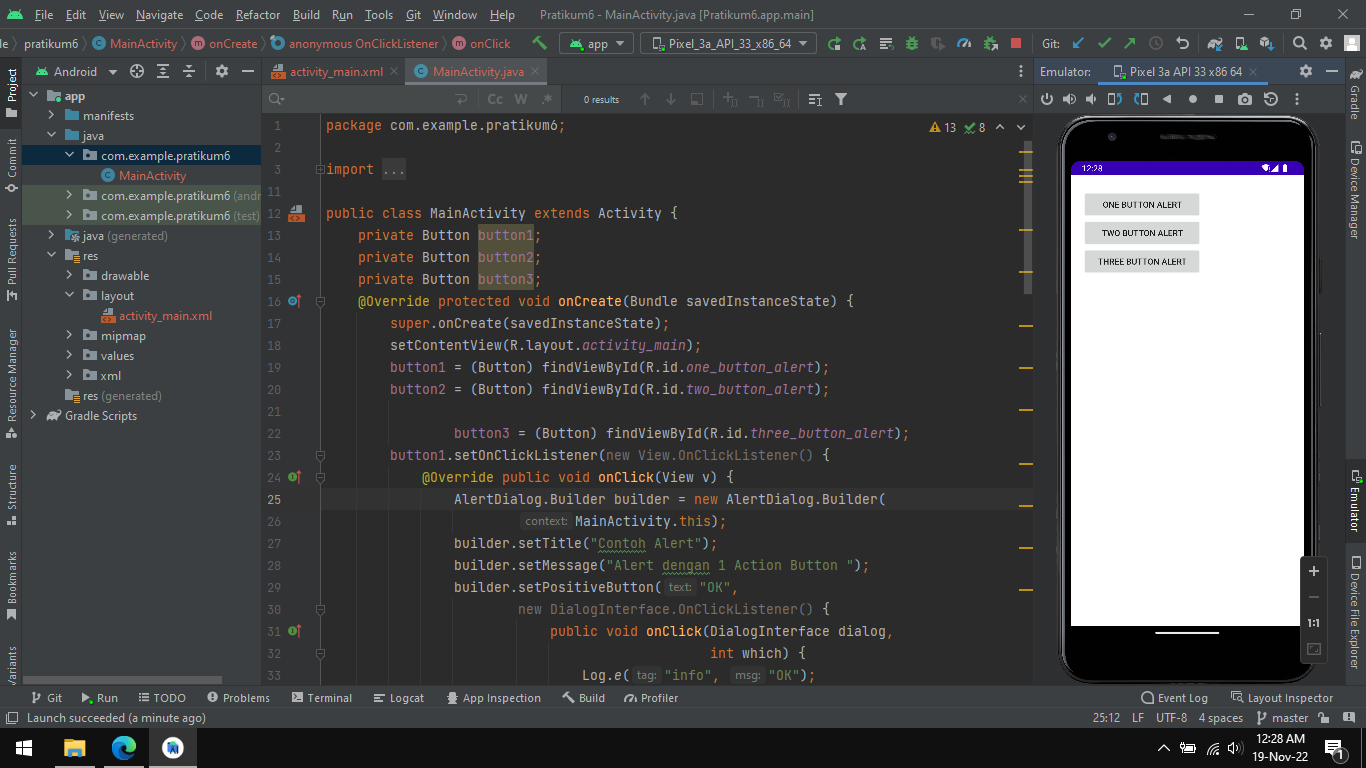 File Edit View Navigate Code Refactor Build Run Tools Git Window Help Pratikum6 - MainActivity.java [Pratikum6.app.main]
le pratikum6 MainActivity onCreate anonymous OnClickListener onClick app Pixel_3a_API_33_x86_64 Git:
Project
Commit
Pull Requests
Resource Manager
Structure
Bookmarks
Variants
Android
app
manifests
java
com.example.pratikum6
MainActivity
com.example.pratikum6 (andr
com.example.pratikum6 (test)
java (generated)
res
drawable
layout
activity_main.xml
mipmap
values
xml
res (generated)
Gradle Scripts
activity_main.xml MainActivity.java
Cc W .* 0 results
13 8
1 package com.example.pratikum6;
3 import ...
11
12 public class MainActivity extends Activity {
13 private Button button1;
14 private Button button2;
15 private Button button3;
16 @Override protected void onCreate(Bundle savedInstanceState) {
17 super.onCreate(savedInstanceState);
18 setContentView(R.layout.activity_main);
19 button1 = (Button) findViewById(R.id.one_button_alert);
20 button2 = (Button) findViewById(R.id.two_button_alert);
21
22 button3 = (Button) findViewById(R.id.three_button_alert);
23 button1.setOnClickListener(new View.OnClickListener() {
24 @Override public void onClick(View v) {
25 AlertDialog.Builder builder = new AlertDialog.Builder(
26 context: MainActivity.this);
27 builder.setTitle("Contoh Alert");
28 builder.setMessage("Alert dengan 1 Action Button ");
29 builder.setPositiveButton( text: "OK",
30 new DialogInterface.OnClickListener() {
31 public void onClick(DialogInterface dialog,
32 int which) {
33 Log.e( tag: "info", msg: "OK");
Emulator: Pixel 3a API 33 x86 64
12:28
ONE BUTTON ALERT
TWO BUTTON ALERT
THREE BUTTON ALERT
1:1
Gradle
Device Manager
Emulator
Device File Explorer
Git Run TODO Problems Terminal Logcat App Inspection Build Profiler Event Log Layout Inspector
Launch succeeded (a minute ago) 25:12 LF UTF-8 4 spaces master
12:28 AM
19-Nov-22
1